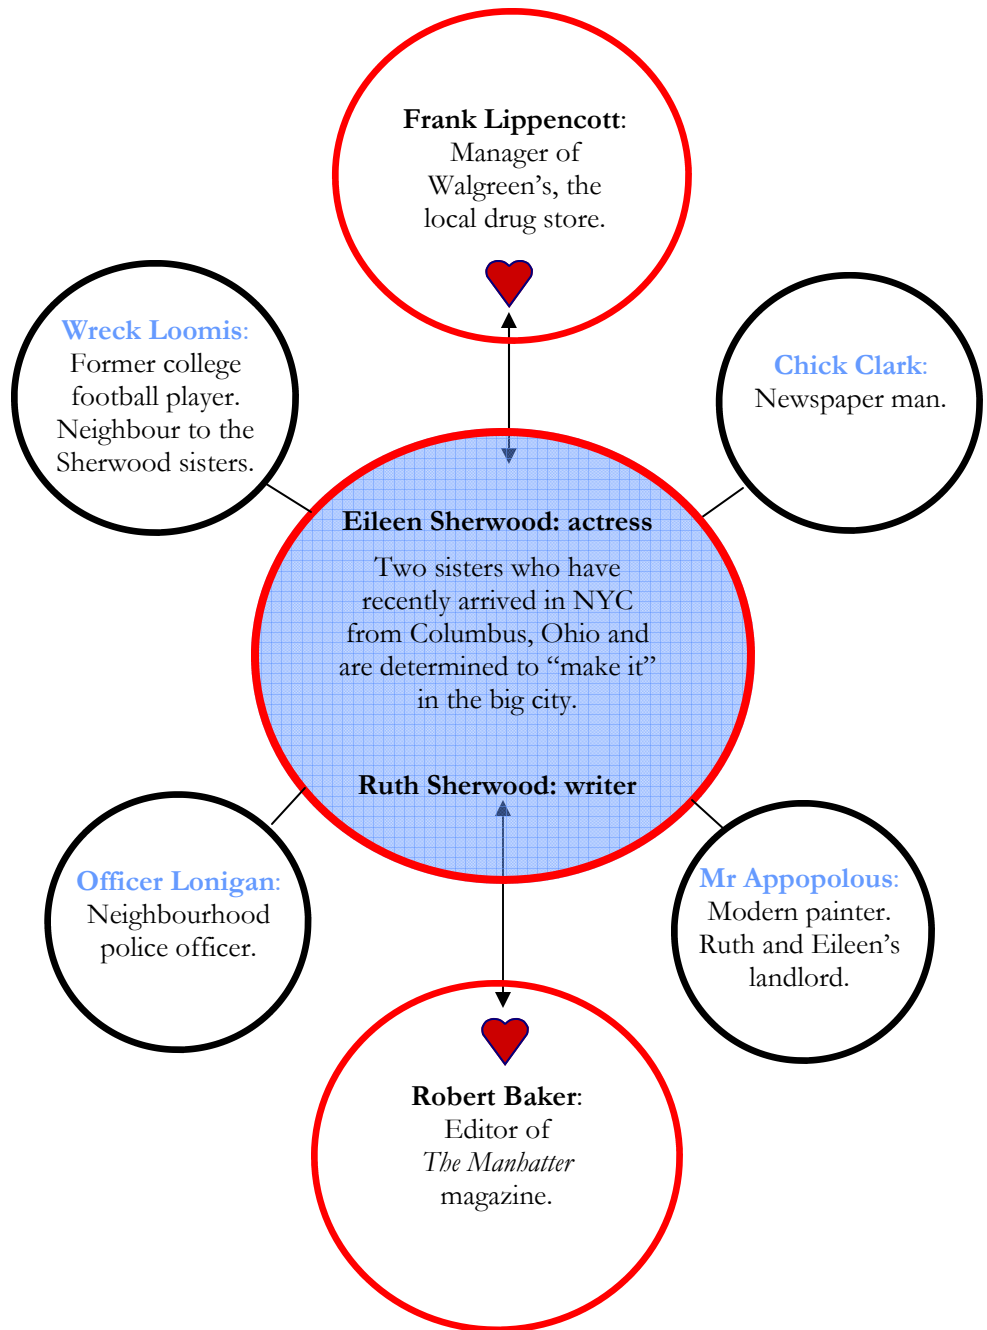 Frank Lippencott:
Manager of
Walgreen's, the
local drug store.
Wreck Loomis:
Former college
football player.
Neighbour to the
Sherwood sisters.
Chick Clark:
Newspaper man.
Eileen Sherwood: actress
Two sisters who have
recently arrived in NYC
from Columbus, Ohio and
are determined to “make it”
in the big city.
Ruth Sherwood: writer
Officer Lonigan:
Neighbourhood
police officer.
Mr Appopolous:
Modern painter.
Ruth and Eileen’s
landlord.
Robert Baker:
Editor of
The Manhatter
magazine.